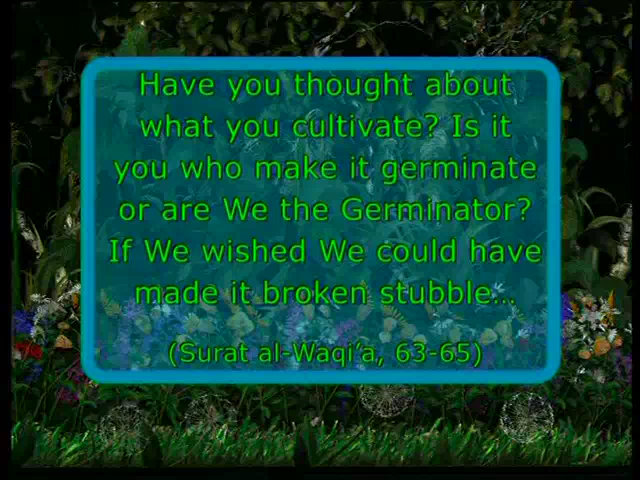 Have you thought about
what you cultivate? Is it
you who make it germinate
or are We the Germinator?
If We wished We could have
made it broken stubble...
(Surat al-Waqi'a, 63-65)